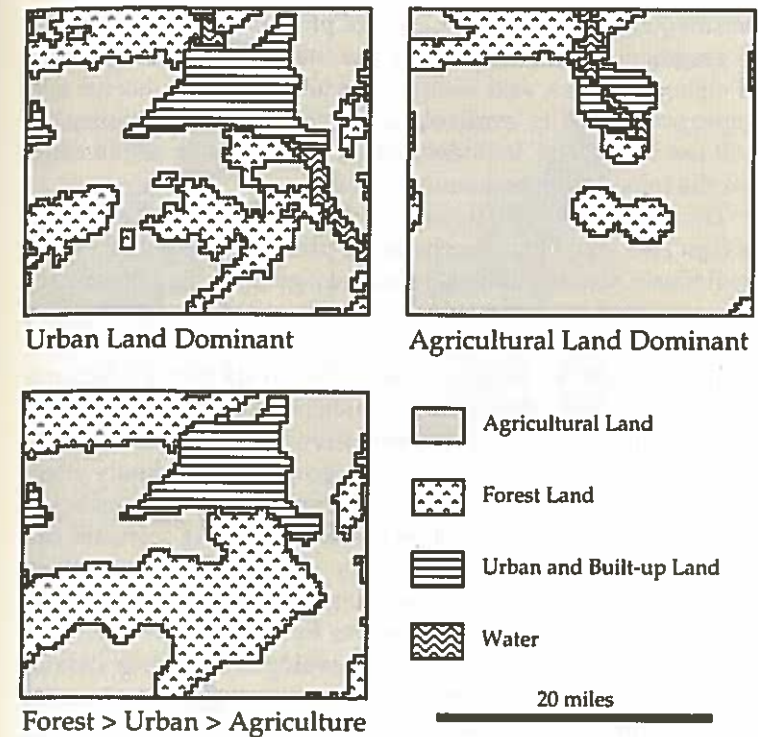 Urban Land Dominant
Agricultural Land Dominant
Agricultural Land
Forest Land
Urban and Built-up Land
Water
20 miles
Forest > Urban > Agriculture